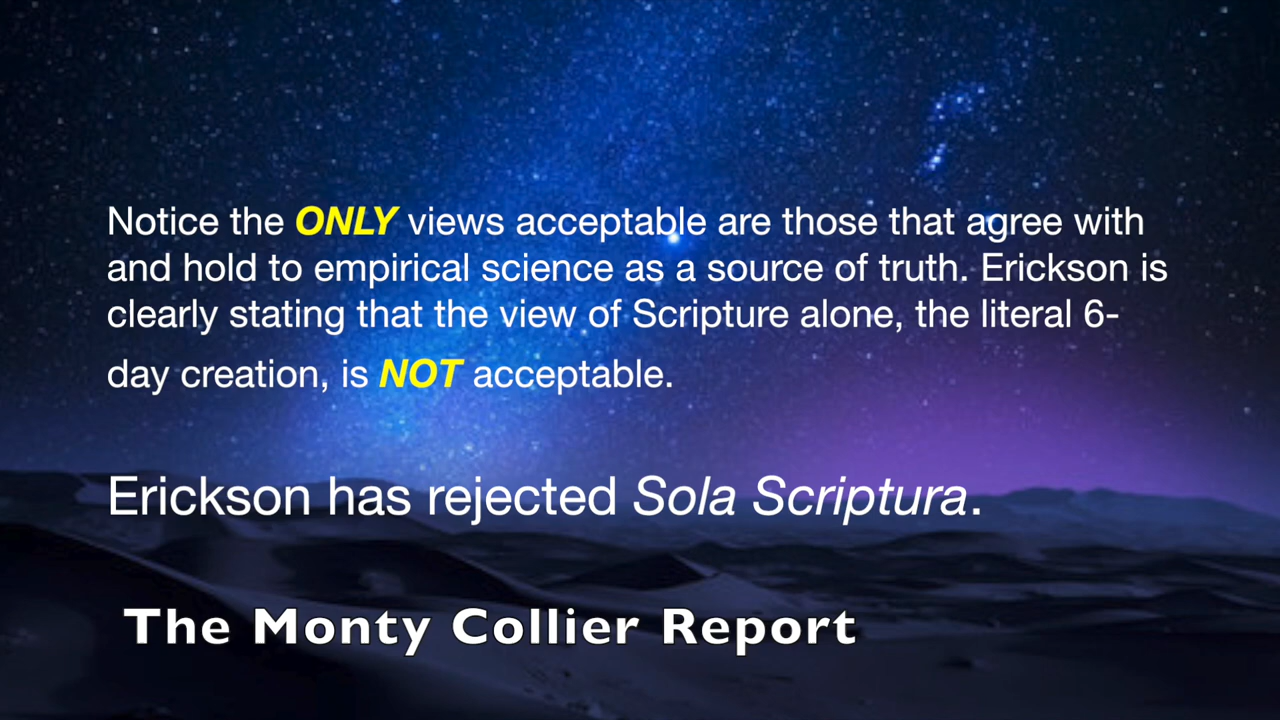 Notice the ONLY views acceptable are those that agree with
and hold to empirical science as a source of truth. Erickson is
clearly stating that the view of Scripture alone, the literal 6-
day creation, is NOT acceptable.
Erickson has rejected Sola Scriptura.
The Monty Collier Report